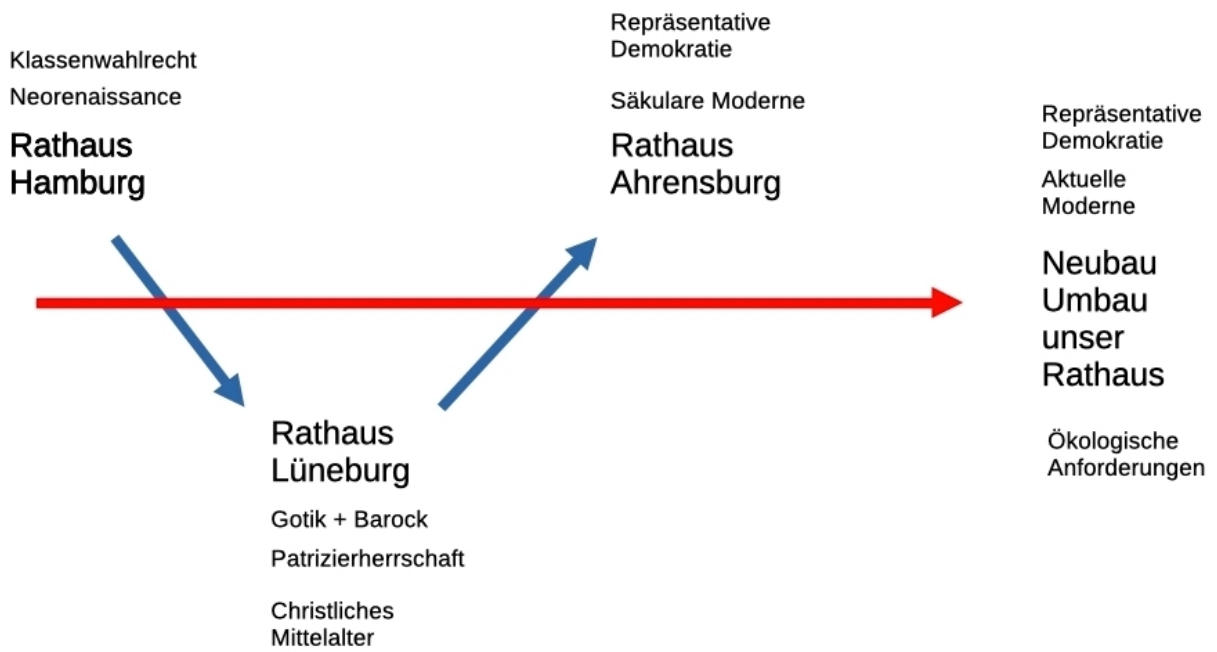 Klassenwahlrecht
Neorenaissance
Rathaus
Hamburg
Rathaus
Lüneburg
Gotik + Barock
Patrizierherrschaft
Christliches
Mittelalter
Repräsentative
Demokratie
Säkulare Moderne
Rathaus
Ahrensburg
Repräsentative
Demokratie
Aktuelle
Moderne
Neubau
Umbau
unser
Rathaus
Ökologische
Anforderungen